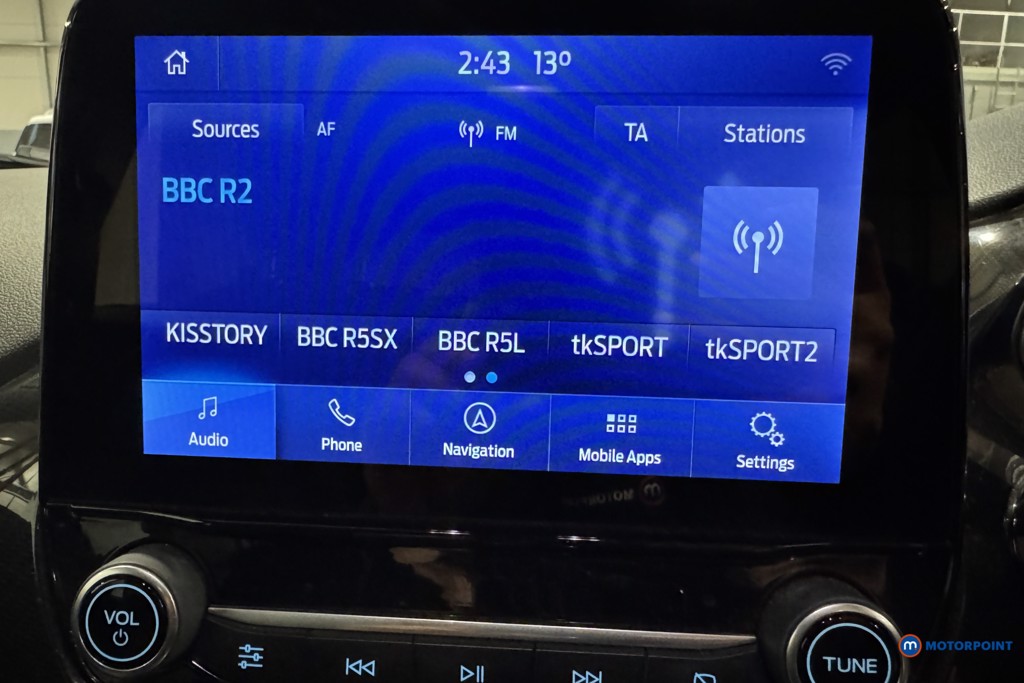 2:43 13º
Sources AF FM TA Stations
BBC R2
KISSTORY BBC R5SX BBC R5L tkSPORT tkSPORT2
Audio Phone Navigation Mobile Apps Settings
VOL
TUNE
m MOTORPOINT